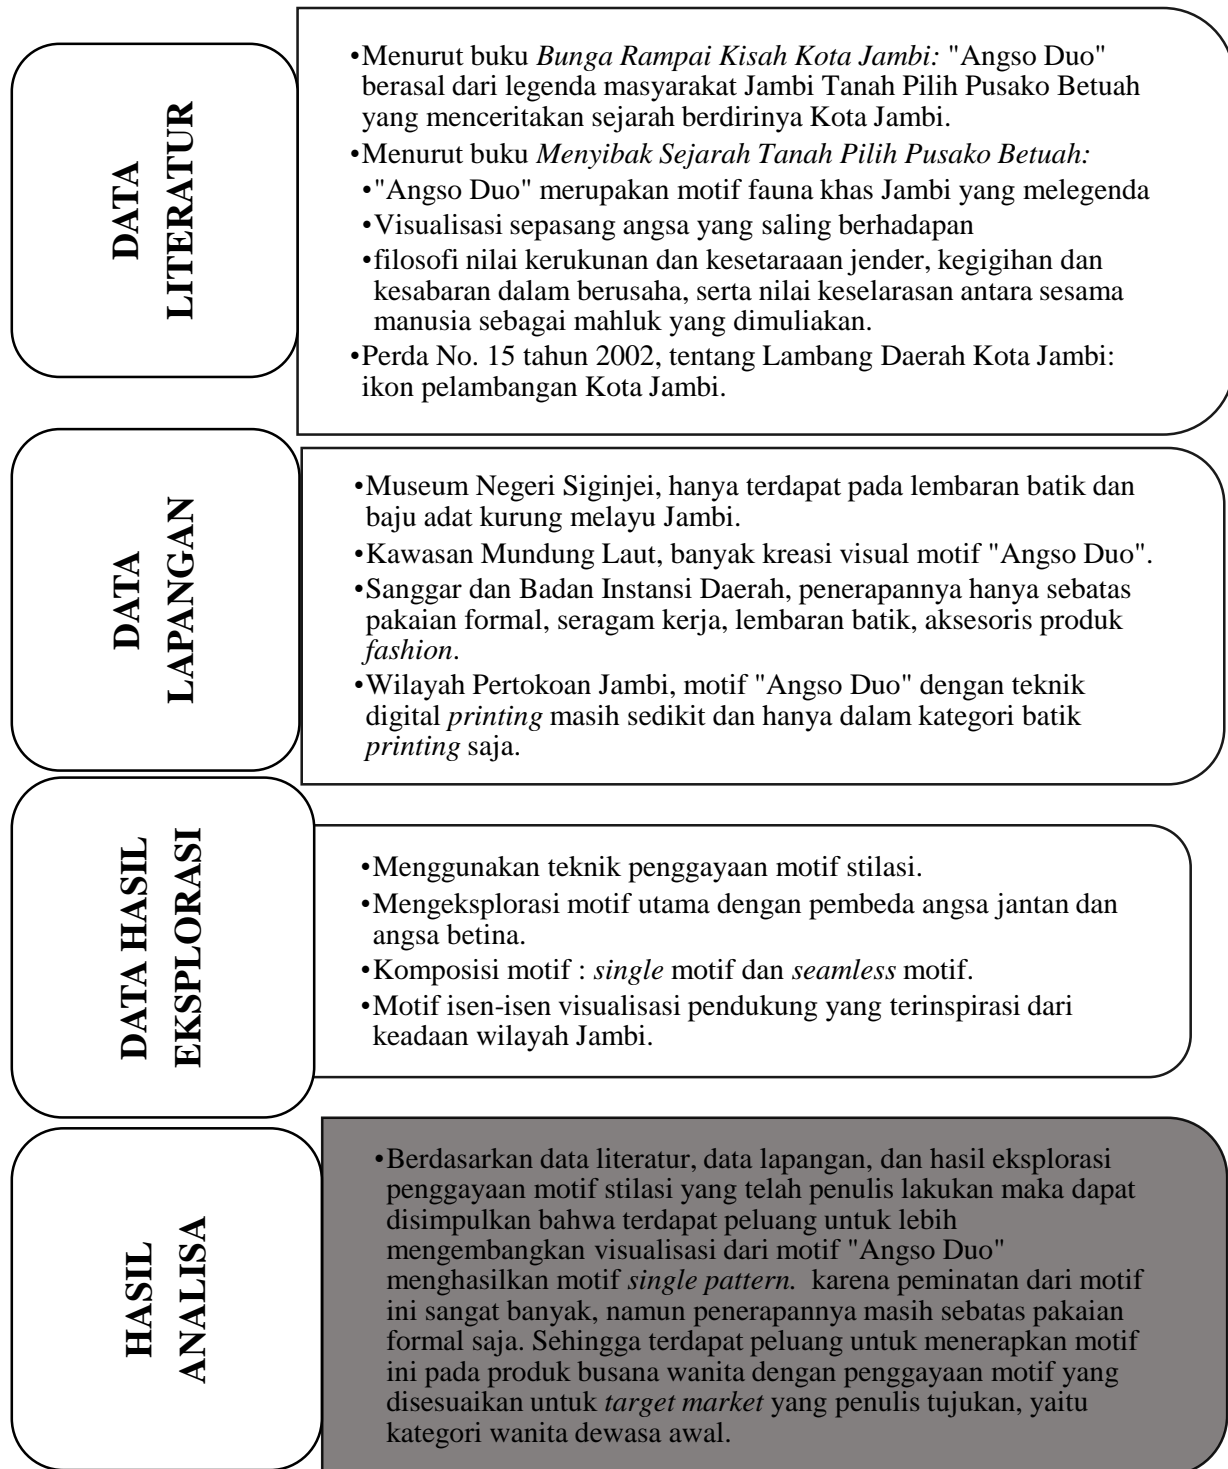 DATA
LITERATUR
•Menurut buku Bunga Rampai Kisah Kota Jambi: "Angso Duo"
berasal dari legenda masyarakat Jambi Tanah Pilih Pusako Betuah
yang menceritakan sejarah berdirinya Kota Jambi.
•Menurut buku Menyibak Sejarah Tanah Pilih Pusako Betuah:
•"Angso Duo" merupakan motif fauna khas Jambi yang melegenda
•Visualisasi sepasang angsa yang saling berhadapan
•filosofi nilai kerukunan dan kesetaraaan jender, kegigihan dan
kesabaran dalam berusaha, serta nilai keselarasan antara sesama
manusia sebagai mahluk yang dimuliakan.
•Perda No. 15 tahun 2002, tentang Lambang Daerah Kota Jambi:
ikon pelambangan Kota Jambi.
DATA
LAPANGAN
•Museum Negeri Siginjei, hanya terdapat pada lembaran batik dan
baju adat kurung melayu Jambi.
•Kawasan Mundung Laut, banyak kreasi visual motif "Angso Duo".
•Sanggar dan Badan Instansi Daerah, penerapannya hanya sebatas
pakaian formal, seragam kerja, lembaran batik, aksesoris produk
fashion.
•Wilayah Pertokoan Jambi, motif "Angso Duo" dengan teknik
digital printing masih sedikit dan hanya dalam kategori batik
printing saja.
DATA HASIL
EKSPLORASI
•Menggunakan teknik penggayaan motif stilasi.
•Mengeksplorasi motif utama dengan pembeda angsa jantan dan
angsa betina.
•Komposisi motif : single motif dan seamless motif.
•Motif isen-isen visualisasi pendukung yang terinspirasi dari
keadaan wilayah Jambi.
HASIL
ANALISA
•Berdasarkan data literatur, data lapangan, dan hasil eksplorasi
penggayaan motif stilasi yang telah penulis lakukan maka dapat
disimpulkan bahwa terdapat peluang untuk lebih
mengembangkan visualisasi dari motif "Angso Duo"
menghasilkan motif single pattern. karena peminatan dari motif
ini sangat banyak, namun penerapannya masih sebatas pakaian
formal saja. Sehingga terdapat peluang untuk menerapkan motif
ini pada produk busana wanita dengan penggayaan motif yang
disesuaikan untuk target market yang penulis tujukan, yaitu
kategori wanita dewasa awal.